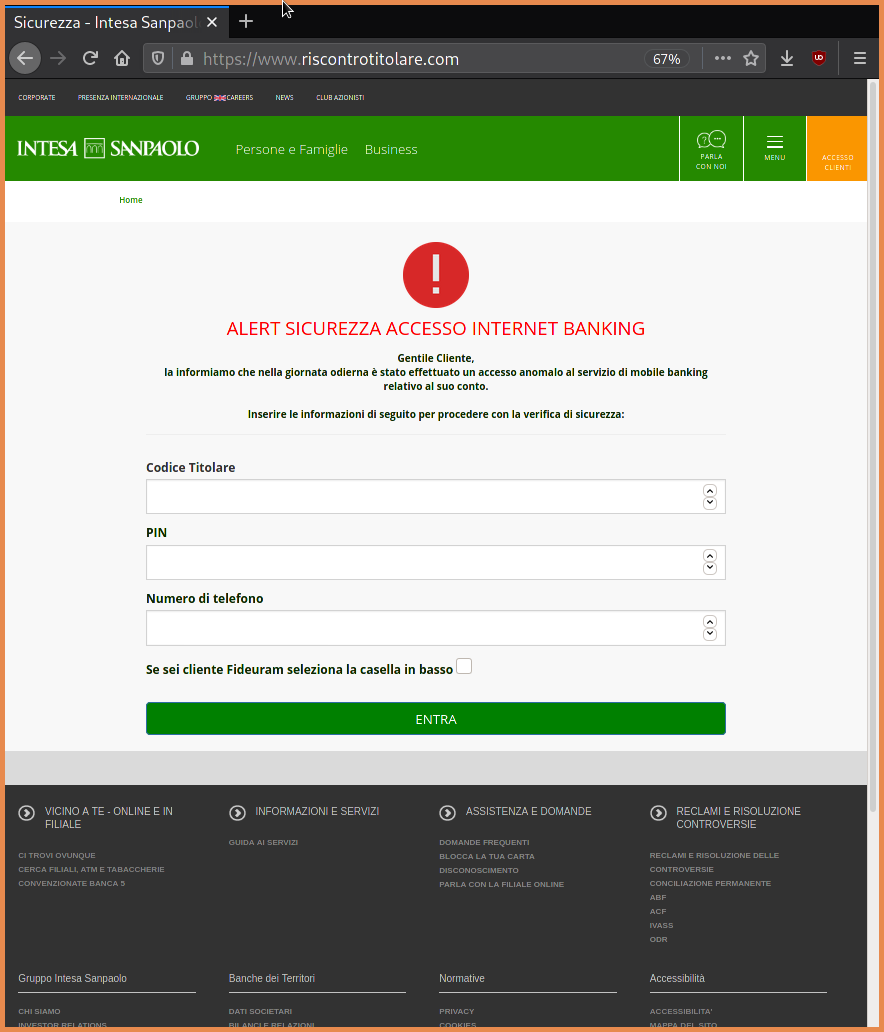 Sicurezza - Intesa Sanpaol
https://www.riscontrotitolare.com
67%
CORPORATE PRESENZA INTERNAZIONALE GRUPPO CAREERS NEWS CLUB AZIONISTI
INTESA SANPAOLO
Persone e Famiglie Business
PARLA
CON NOI
MENU
ACCESSO
CLIENTI
Home
!
ALERT SICUREZZA ACCESSO INTERNET BANKING
Gentile Cliente,
la informiamo che nella giornata odierna è stato effettuato un accesso anomalo al servizio di mobile banking
relativo al suo conto.
Inserire le informazioni di seguito per procedere con la verifica di sicurezza:
Codice Titolare
PIN
Numero di telefono
Se sei cliente Fideuram seleziona la casella in basso
ENTRA
VICINO A TE - ONLINE E IN
FILIALE
CI TROVI OVUNQUE
CERCA FILIALI, ATM E TABACCHERIE
CONVENZIONATE BANCA 5
INFORMAZIONI E SERVIZI
GUIDA AI SERVIZI
ASSISTENZA E DOMANDE
DOMANDE FREQUENTI
BLOCCA LA TUA CARTA
DISCONOSCIMENTO
PARLA CON LA FILIALE ONLINE
RECLAMI E RISOLUZIONE
CONTROVERSIE
RECLAMI E RISOLUZIONE DELLE
CONTROVERSIE
CONCILIAZIONE PERMANENTE
ABF
ACF
IVASS
ODR
Gruppo Intesa Sanpaolo
CHI SIAMO
INVESTOR RELATIONS
Banche dei Territori
DATI SOCIETARI
BILANCI E RELAZIONI
Normative
PRIVACY
COOKIES
Accessibilità
ACCESSIBILITA'
MAPPA DEL SITO